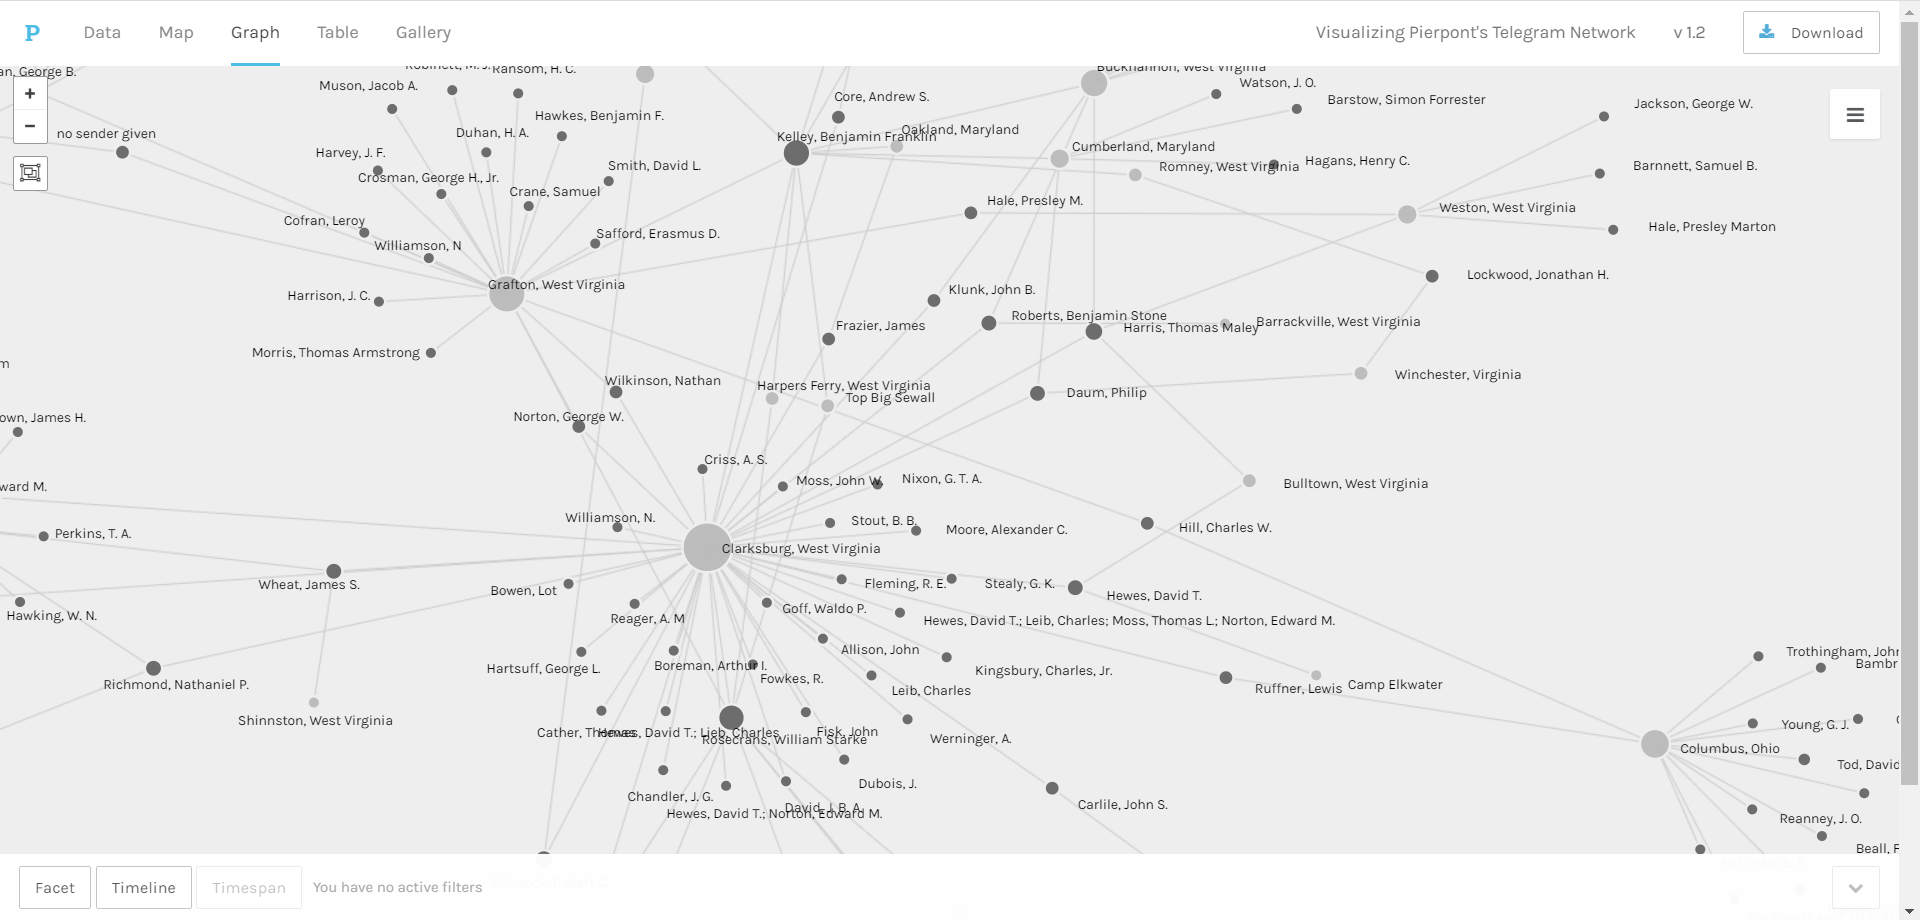 P Data Map Graph Table Gallery
Visualizing Pierpont's Telegram Network v 1.2 Download
an, George B.
Ransom, H. C.
Buckhannon, West Virginia
Muson, Jacob A.
Watson, J. O.
Core, Andrew S.
Barstow, Simon Forrester
Jackson, George W.
+
−
no sender given
Hawkes, Benjamin F.
Duhan, H. A.
Kelley, Benjamin Franklin
Oakland, Maryland
Harvey, J. F.
Cumberland, Maryland
Smith, David L.
Romney, West Virginia
Hagans, Henry C.
Barnnett, Samuel B.
Crosman, George H., Jr.
Crane, Samuel
Hale, Presley M.
Weston, West Virginia
Cofran, Leroy
Hale, Presley Marton
Safford, Erasmus D.
Williamson, N
Lockwood, Jonathan H.
Grafton, West Virginia
Klunk, John B.
Harrison, J. C.
Roberts, Benjamin Stone
Frazier, James
Harris, Thomas Maley
Barrackville, West Virginia
Morris, Thomas Armstrong
m
Wilkinson, Nathan
Harpers Ferry, West Virginia
Winchester, Virginia
Top Big Sewall
Daum, Philip
own, James H.
Norton, George W.
Criss, A. S.
Moss, John W.
Nixon, G. T. A.
Bulltown, West Virginia
ward M.
Williamson, N.
Stout, B. B.
Moore, Alexander C.
Hill, Charles W.
Perkins, T. A.
Clarksburg, West Virginia
Wheat, James S.
Bowen, Lot
Fleming, R. E.
Stealy, G. K.
Hewes, David T.
Hawking, W. N.
Reager, A. M
Goff, Waldo P.
Hewes, David T.; Leib, Charles; Moss, Thomas L.; Norton, Edward M.
Allison, John
Trothingham, John
Bambr
Hartsuff, George L.
Boreman, Arthur I.
Fowkes, R.
Kingsbury, Charles, Jr.
Richmond, Nathaniel P.
Leib, Charles
Ruffner, Lewis
Camp Elkwater
Shinnston, West Virginia
Cather, Thomas
Hewes, David T.; Lieb, Charles
Fisk, John
Rosecrans, William Starke
Werninger, A.
Young, G. J.
Columbus, Ohio
Tod, David
Dubois, J.
Chandler, J. G.
David, J. B. A.
Hewes, David T.; Norton, Edward M.
Carlile, John S.
Reanney, J. O.
Beall, F
Facet Timeline Timespan You have no active filters